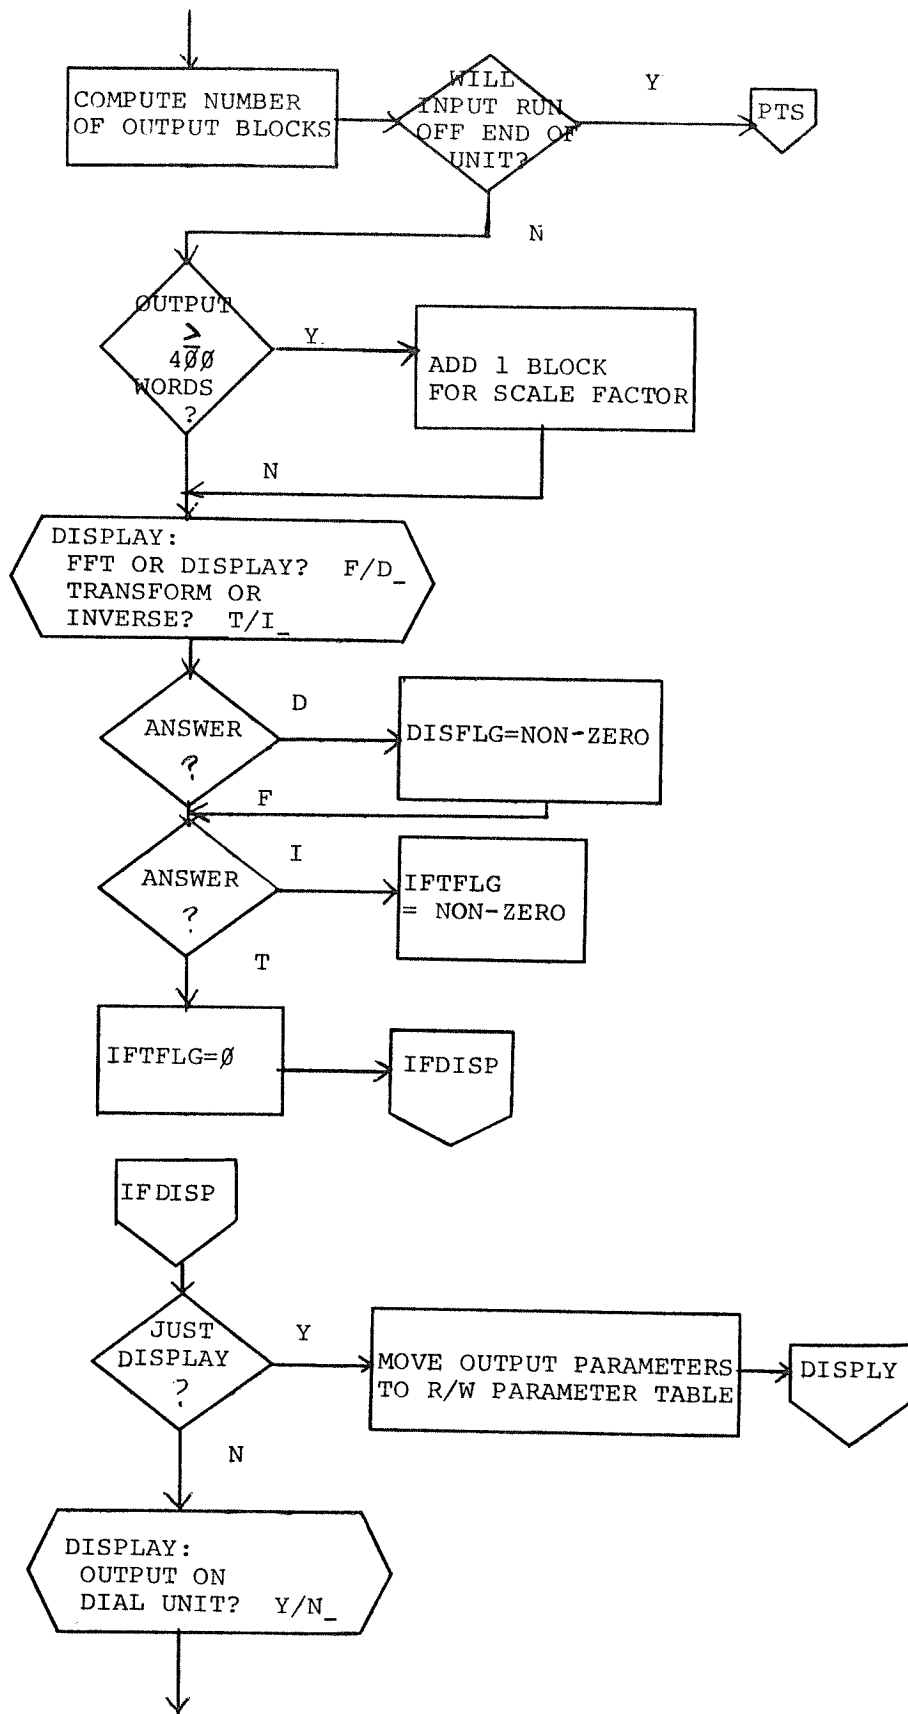 COMPUTE NUMBER
OF OUTPUT BLOCKS
WILL
INPUT RUN
OFF END OF
UNIT?
Y
PTS
N
OUTPUT
≥
4ØØ
WORDS
?
Y
ADD 1 BLOCK
FOR SCALE FACTOR
N
DISPLAY:
FFT OR DISPLAY? F/D_
TRANSFORM OR
INVERSE? T/I_
ANSWER
?
D
DISFLG=NON-ZERO
F
ANSWER
?
I
IFTFLG
= NON-ZERO
T
IFTFLG=Ø
IFDISP
IFDISP
JUST
DISPLAY
?
Y
MOVE OUTPUT PARAMETERS
TO R/W PARAMETER TABLE
DISPLY
N
DISPLAY:
OUTPUT ON
DIAL UNIT? Y/N_